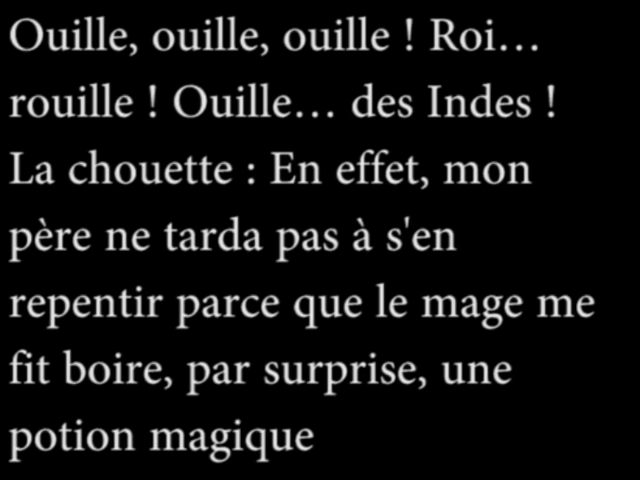 Ouille, ouille, ouille ! Roi…
rouille ! Ouille… des Indes !
La chouette : En effet, mon
père ne tarda pas à s'en
repentir parce que le mage me
fit boire, par surprise, une
potion magique